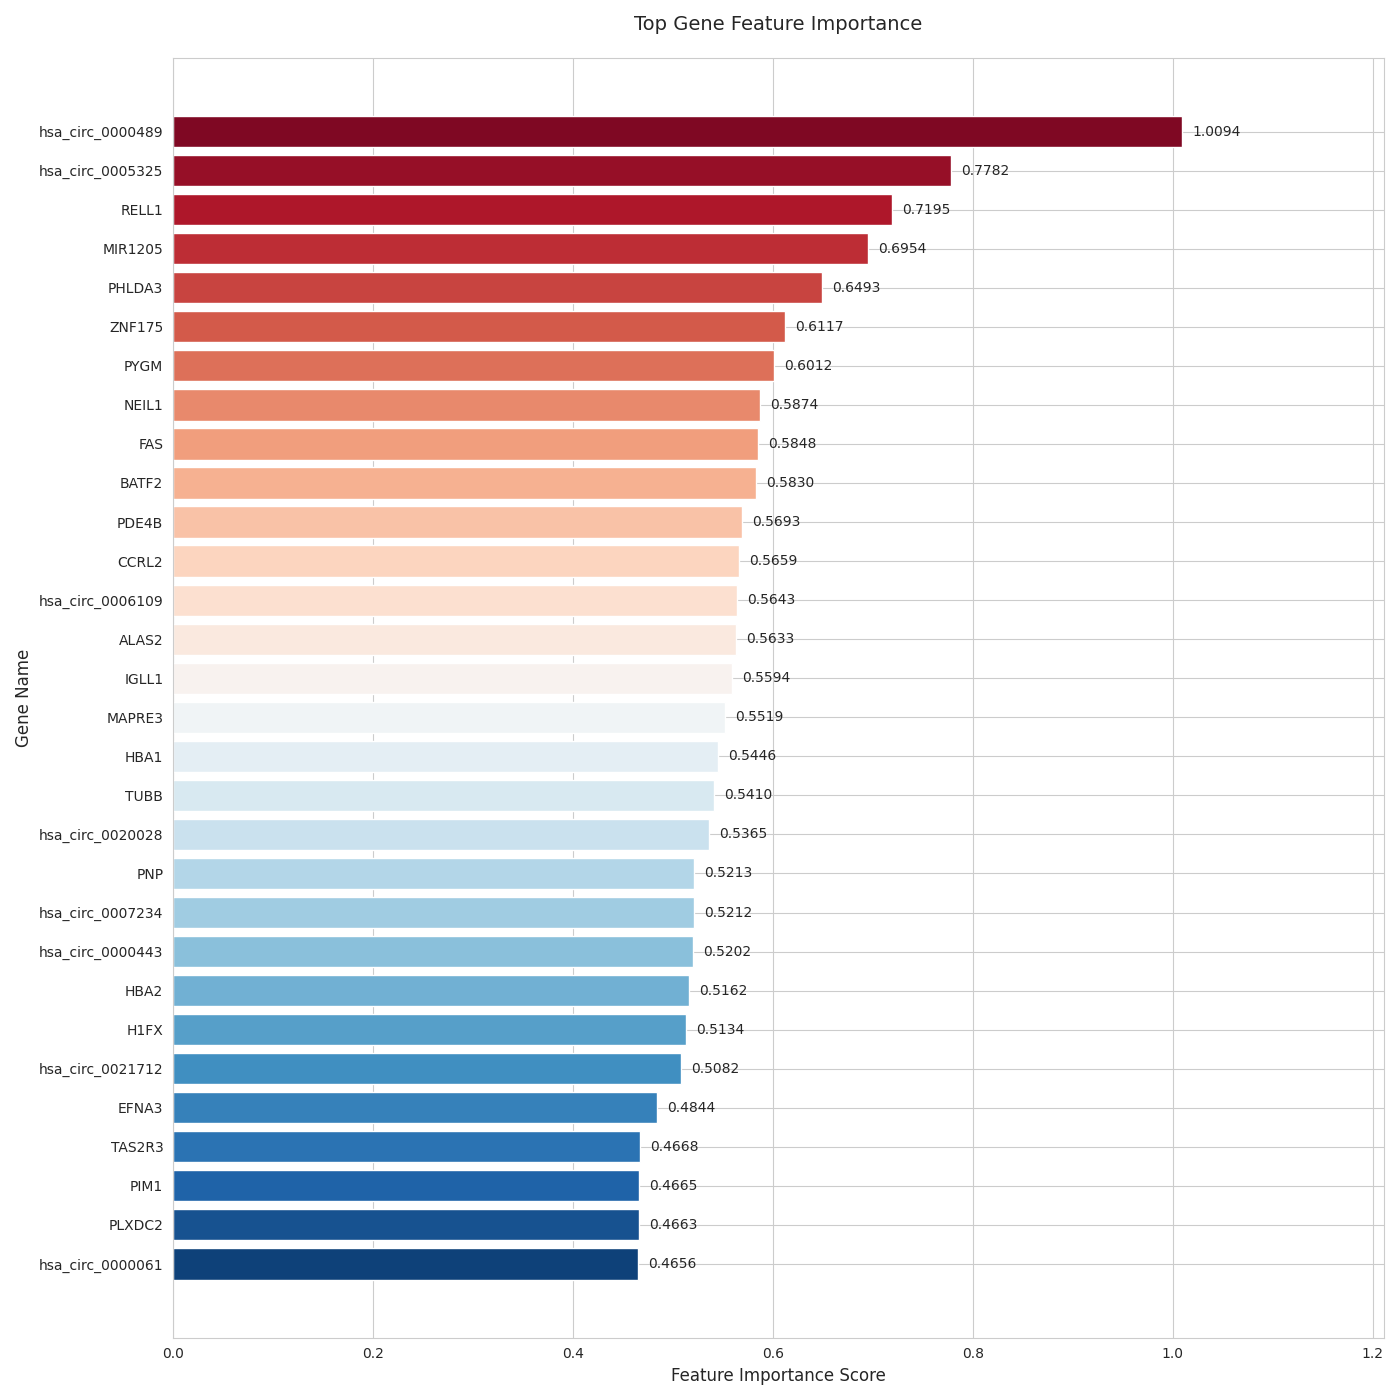 Top Gene Feature Importance
hsa_circ_0000489 1.0094
hsa_circ_0005325 0.7782
RELL1 0.7195
MIR1205 0.6954
PHLDA3 0.6493
ZNF175 0.6117
PYGM 0.6012
NEIL1 0.5874
FAS 0.5848
BATF2 0.5830
PDE4B 0.5693
CCRL2 0.5659
hsa_circ_0006109 0.5643
ALAS2 0.5633
IGLL1 0.5594
MAPRE3 0.5519
HBA1 0.5446
TUBB 0.5410
hsa_circ_0020028 0.5365
PNP 0.5213
hsa_circ_0007234 0.5212
hsa_circ_0000443 0.5202
HBA2 0.5162
H1FX 0.5134
hsa_circ_0021712 0.5082
EFNA3 0.4844
TAS2R3 0.4668
PIM1 0.4665
PLXDC2 0.4663
hsa_circ_0000061 0.4656
Gene Name
0.0 0.2 0.4 0.6 0.8 1.0 1.2
Feature Importance Score